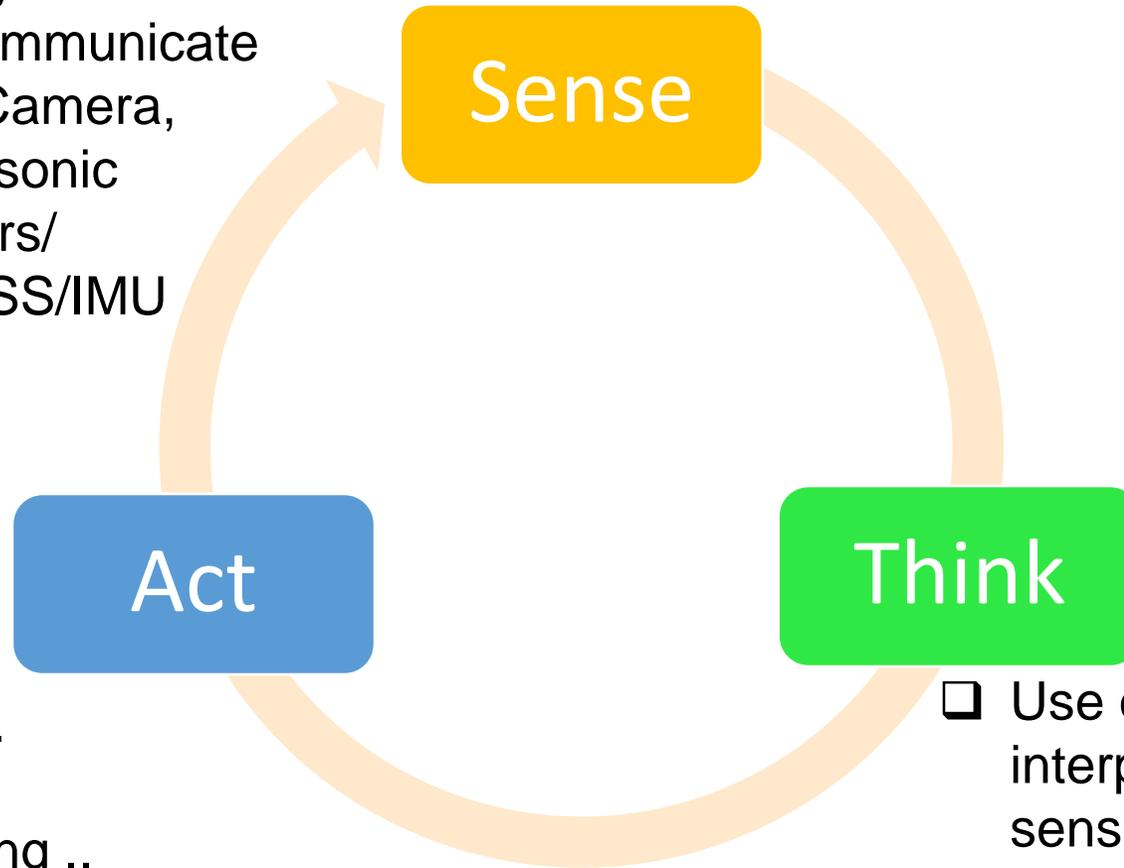 mmunicate
Camera,
sonic
rs/
SS/IMU
Sense
Act
Think
Use
interp
sens
ng ..